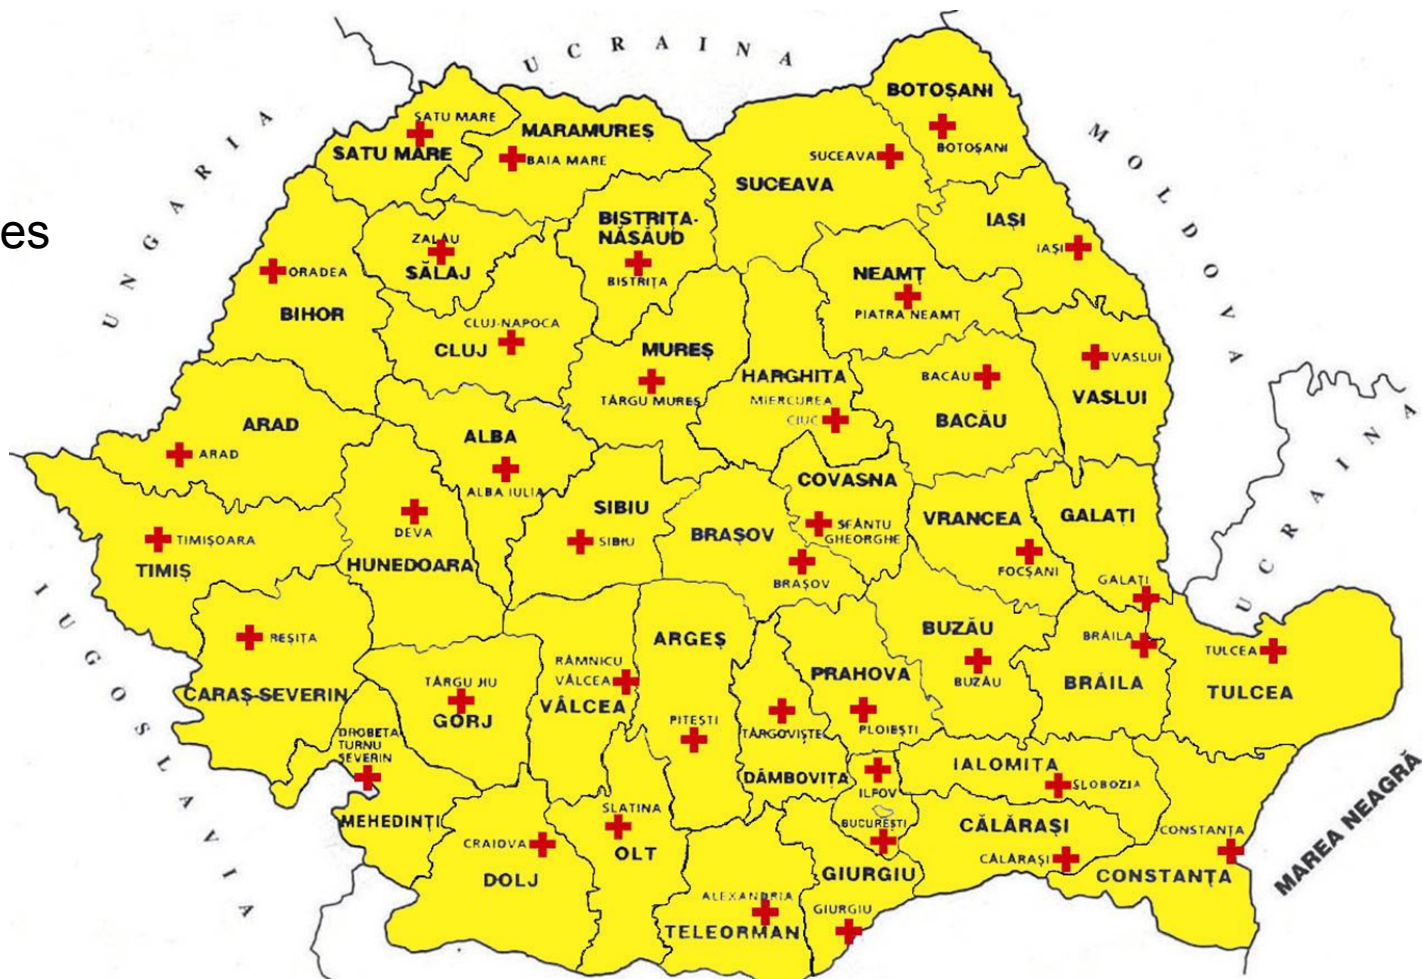 UCRAINA
UNGARIA
MOLDOVA
UCRAINA
IUGOSLAVIA
MAREA NEAGRĂ
es
BOTOȘANI
BOTOȘANI
SATU MARE
SATU MARE
MARAMUREȘ
BAIA MARE
SUCEAVA
SUCEAVA
IAȘI
IAȘI
BISTRIȚA-
NĂSĂUD
BISTRIȚA
ZALĂU
SĂLAJ
ORADEA
BIHOR
NEAMȚ
PIATRA NEAMȚ
CLUJ-NAPOCA
CLUJ
MUREȘ
TÂRGU MUREȘ
HARGHITA
MIERCUREA
CIUC
BACĂU
BACĂU
VASLUI
VASLUI
ARAD
ARAD
ALBA
ALBA IULIA
COVASNA
SFÂNTU
GHEORGHE
SIBIU
SIBIU
BRAȘOV
BRAȘOV
VRANCEA
FOCȘANI
GALAȚI
GALAȚI
DEVA
HUNEDOARA
TIMIȘOARA
TIMIȘ
REȘIȚA
CARAȘ-SEVERIN
ARGEȘ
PITEȘTI
BUZĂU
BUZĂU
BRĂILA
BRĂILA
TULCEA
TULCEA
RÂMNICU
VÂLCEA
VÂLCEA
PRAHOVA
PLOIEȘTI
TÂRGU JIU
GORJ
TÂRGOVIȘTE
DÂMBOVIȚA
DROBETA
TURNU
SEVERIN
MEHEDINȚI
IALOMIȚA
SLOBOZIA
ILFOV
BUCUREȘTI
SLATINA
OLT
CĂLĂRAȘI
CĂLĂRAȘI
CONSTANȚA
CONSTANȚA
CRAIOVA
DOLJ
GIURGIU
GIURGIU
ALEXANDRIA
TELEORMAN